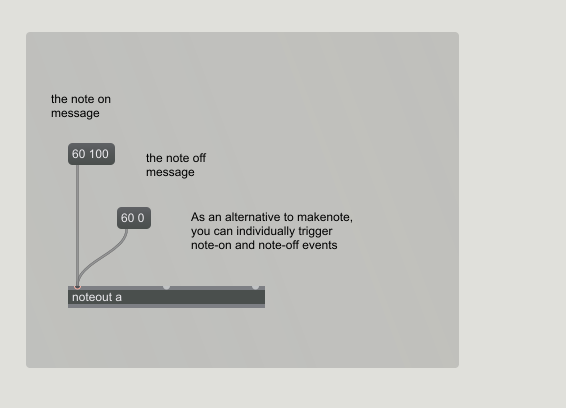 the note on
message
60 100
the note off
message
60 0
As an alternative to makenote,
you can individually trigger
note-on and note-off events
noteout a